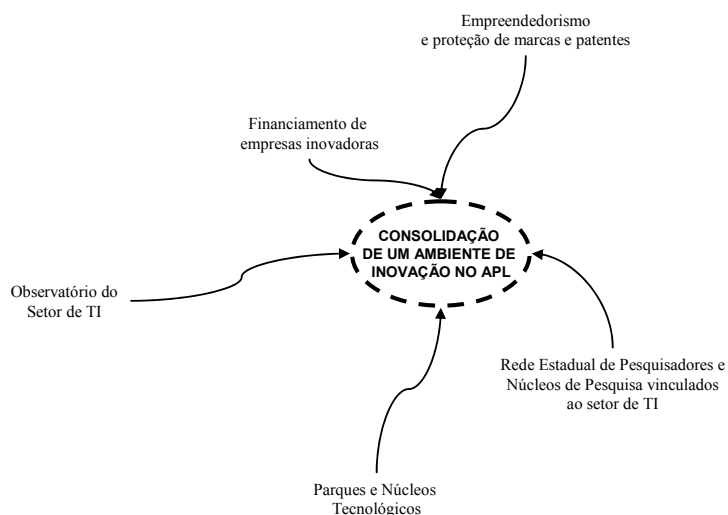 Empreendedorismo
e proteção de marcas e patentes
Financiamento de
empresas inovadoras
CONSOLIDAÇÃO
DE UM AMBIENTE DE
INOVAÇÃO NO APL
Observatório do
Setor de TI
Rede Estadual de Pesquisadores e
Núcleos de Pesquisa vinculados
ao setor de TI
Parques e Núcleos
Tecnológicos